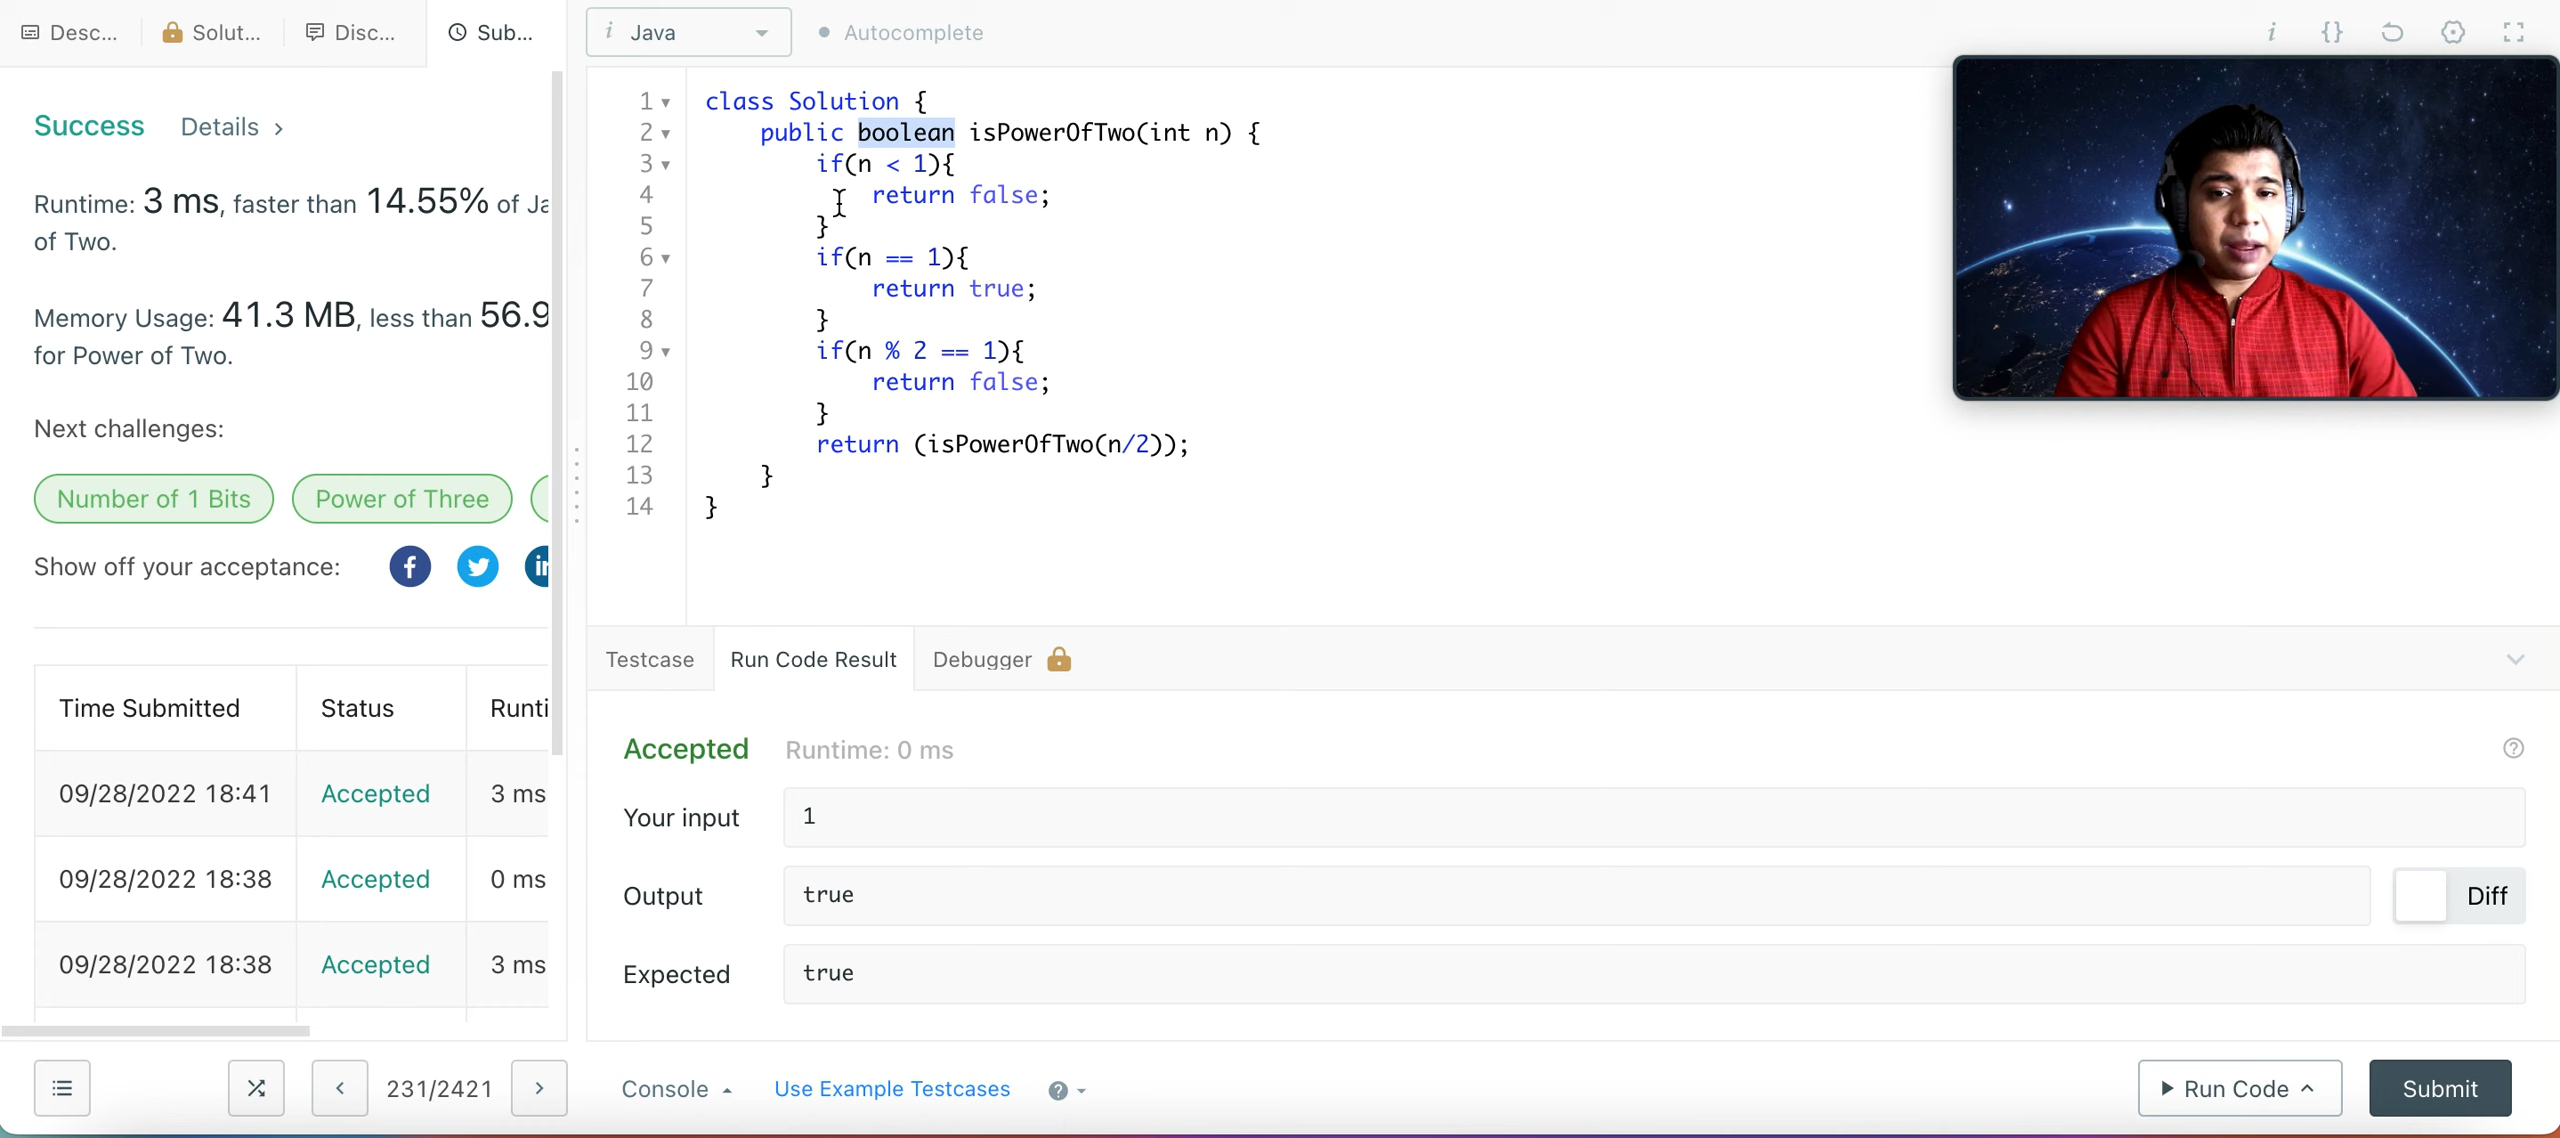 Desc...
Solut...
Disc...
Sub...
Success
Details >
Runtime: 3 ms, faster than 14.55% of Ja
of Two.
Memory Usage: 41.3 MB, less than 56.9
for Power of Two.
Next challenges:
Number of 1 Bits
Power of Three
Show off your acceptance:
Time Submitted Status Runti
09/28/2022 18:41 Accepted 3 ms
09/28/2022 18:38 Accepted 0 ms
09/28/2022 18:38 Accepted 3 ms
231/2421
i Java
Autocomplete
i {}
1 class Solution {
2 public boolean isPowerOfTwo(int n) {
3 if(n < 1){
4 return false;
5 }
6 if(n == 1){
7 return true;
8 }
9 if(n % 2 == 1){
10 return false;
11 }
12 return (isPowerOfTwo(n/2));
13 }
14 }
Testcase
Run Code Result
Debugger
Accepted Runtime: 0 ms
Your input 1
Output true
Diff
Expected true
Console
Use Example Testcases
Run Code
Submit